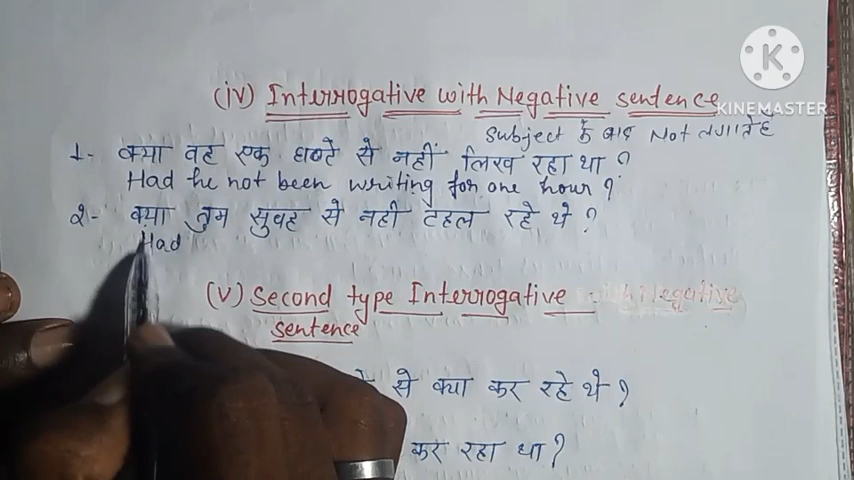 KINEMASTER
(iv) Interrogative with Negative sentence
Subject के बाद Not लगाते है
1- क्या वह एक घण्टे से नहीं लिख रहा था ?
Had he not been writing for one hour ?
2- क्या तुम सुवह से नही टहल रहे थे ?
Had
(v) Second type Interrogative
sentence
से क्या कर रहे थे ?
कर रहा था ?